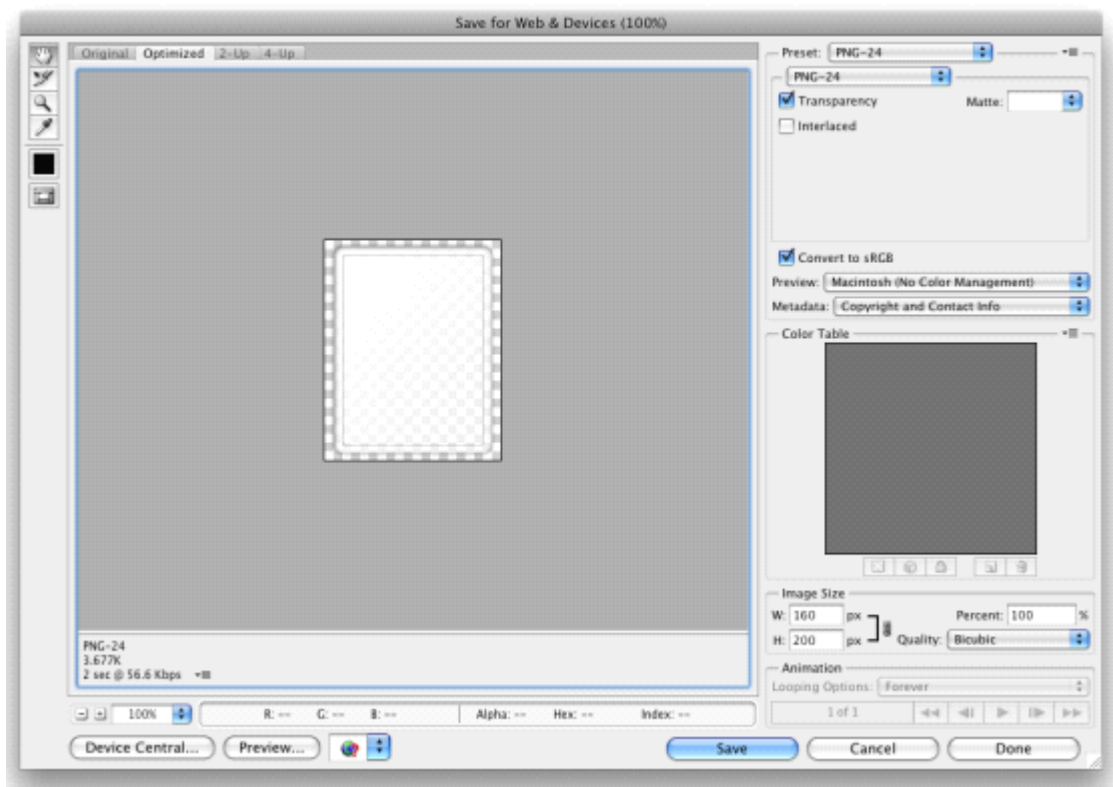 Save for Web & Devices (100%)
Original Optimized 2-Up 4-Up
Preset: PNG-24
PNG-24
Transparency Matte:
Interlaced
Convert to sRGB
Preview: Macintosh (No Color Management)
Metadata: Copyright and Contact Info
Color Table
Image Size
W: 160 px Percent: 100 %
H: 200 px Quality: Bicubic
PNG-24
3.677K
2 sec @ 56.6 Kbps
Animation
Looping Options: Forever
1 of 1
100% R: -- G: -- B: -- Alpha: -- Hex: -- Index: --
Device Central... Preview... Save Cancel Done